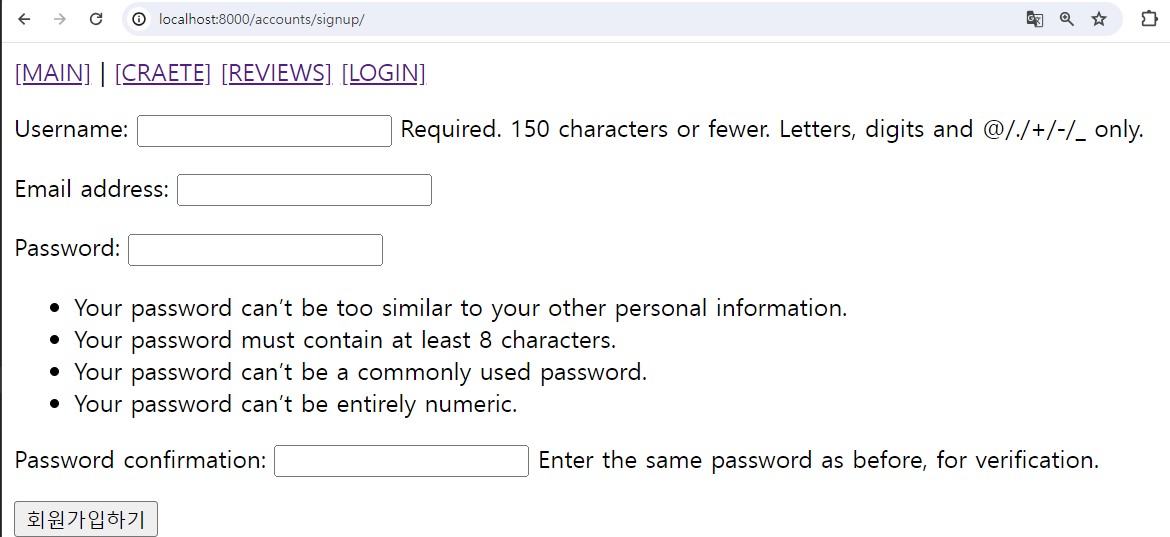 localhost:8000/accounts/signup/
[MAIN] | [CRAETE] [REVIEWS] [LOGIN]
Username: Required. 150 characters or fewer. Letters, digits and @/./+/-/_ only.
Email address:
Password:
• Your password can't be too similar to your other personal information.
• Your password must contain at least 8 characters.
• Your password can't be a commonly used password.
• Your password can't be entirely numeric.
Password confirmation: Enter the same password as before, for verification.
회원가입하기